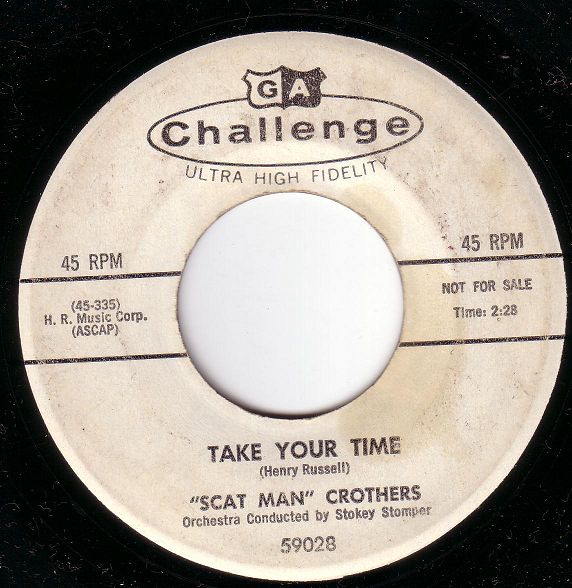 GA
Challenge
ULTRA HIGH FIDELITY
45 RPM
45 RPM
(45-335)
H. R. Music Corp.
(ASCAP)
NOT FOR SALE
Time: 2:28
TAKE YOUR TIME
(Henry Russell)
"SCAT MAN" CROTHERS
Orchestra Conducted by Stokey Stomper
59028